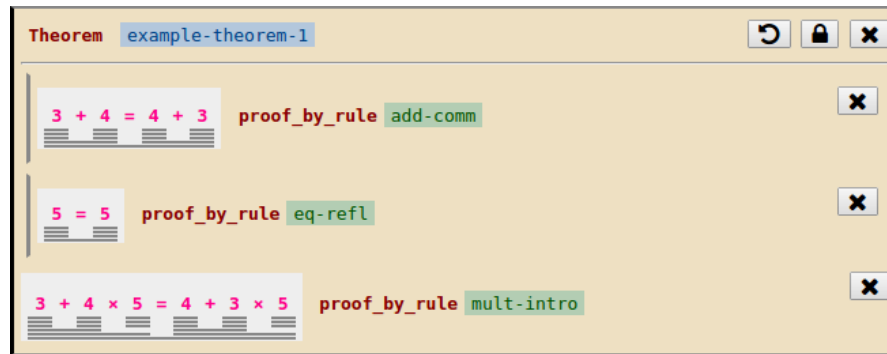 Theorem example-theorem-1
3 + 4 = 4 + 3 proof_by_rule add-comm
5 = 5 proof_by_rule eq-refl
3 + 4 × 5 = 4 + 3 × 5 proof_by_rule mult-intro